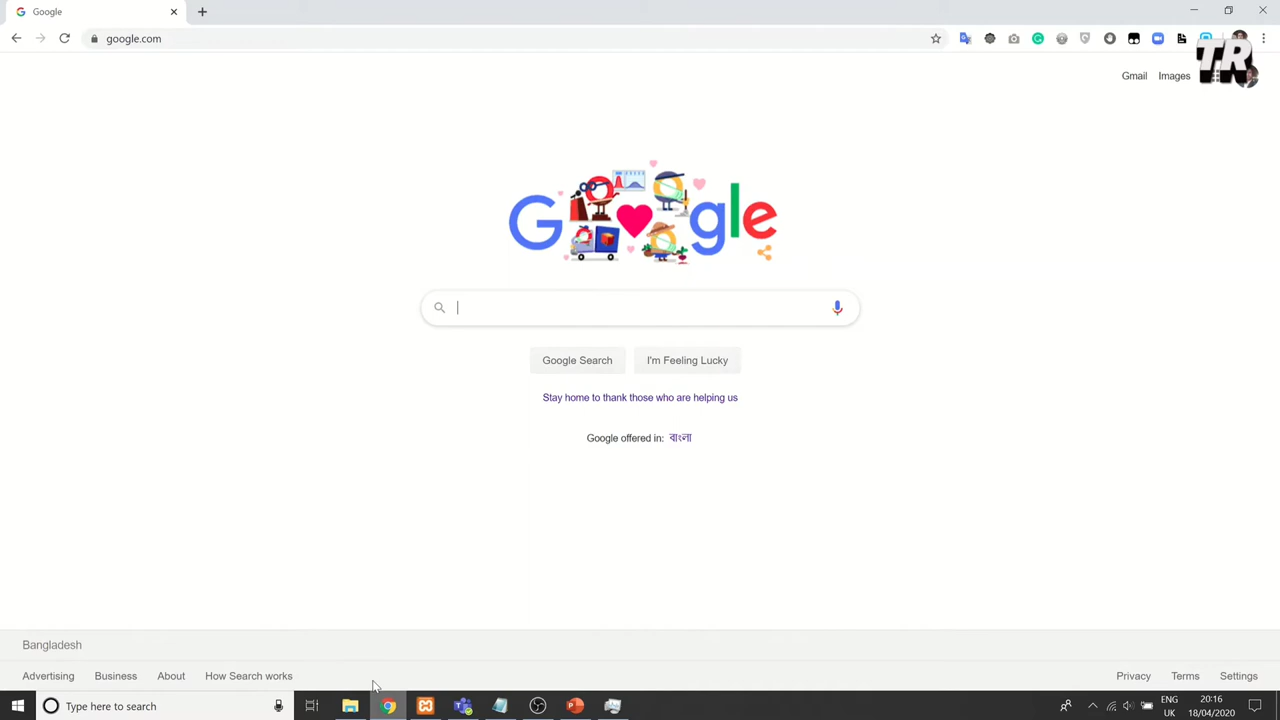 Google
google.com
Gmail Images
TR
Google
Google Search I'm Feeling Lucky
Stay home to thank those who are helping us
Google offered in: বাংলা
Bangladesh
Advertising Business About How Search works Privacy Terms Settings
Type here to search
ENG 20:16
UK 18/04/2020